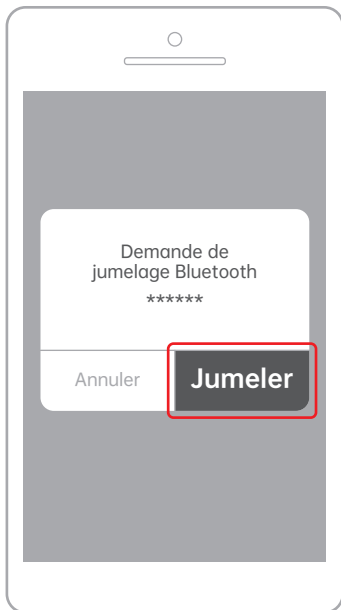 Demande de
jumelage Bluetooth
******
Annuler
Jumeler